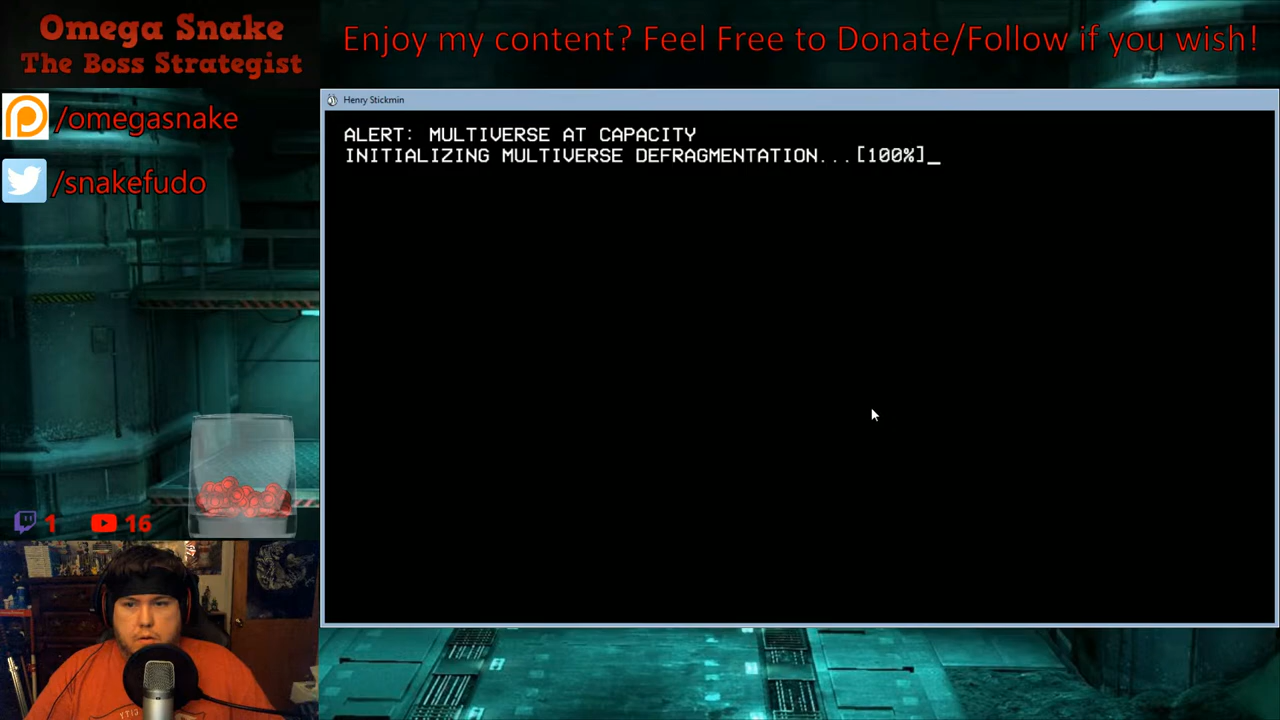 Omega Snake
The Boss Strategist
/omegasnake
/snakefudo
1
16
Enjoy my content? Feel Free to Donate/Follow if you wish!
Henry Stickmin
ALERT: MULTIVERSE AT CAPACITY
INITIALIZING MULTIVERSE DEFRAGMENTATION...[100%]_